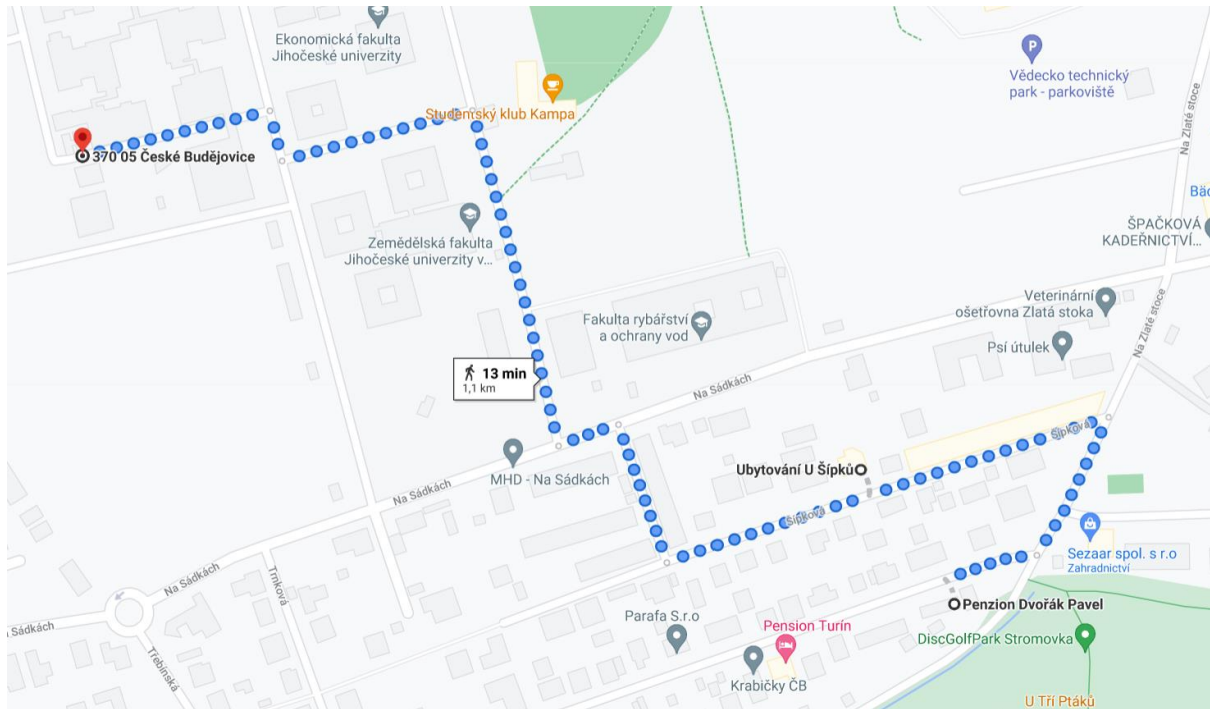 Ekonomická fakulta
Jihočeské univerzity
Studentský klub Kampa
P
Vědecko technický
park - parkoviště
Na Zlaté stoce
370 05 České Budějovice
Bäc
ŠPAČKOVÁ
KADEŘNICTVÍ...
Zemědělská fakulta
Jihočeské univerzity v...
Veterinární
ošetřovna Zlatá stoka
Fakulta rybářství
a ochrany vod
Psí útulek
Na Zlaté stoce
13 min
1,1 km
Na Sádkách
Šípková
Ubytování U Šípků
MHD - Na Sádkách
Na Sádkách
Šípková
Sezaar spol. s r.o
Zahradnictví
Na Sádkách
Trnková
Penzion Dvořák Pavel
Sádkách
Parafa S.r.o
Pension Turín
DiscGolfPark Stromovka
Třebínská
Krabičky ČB
U Tří Ptáků